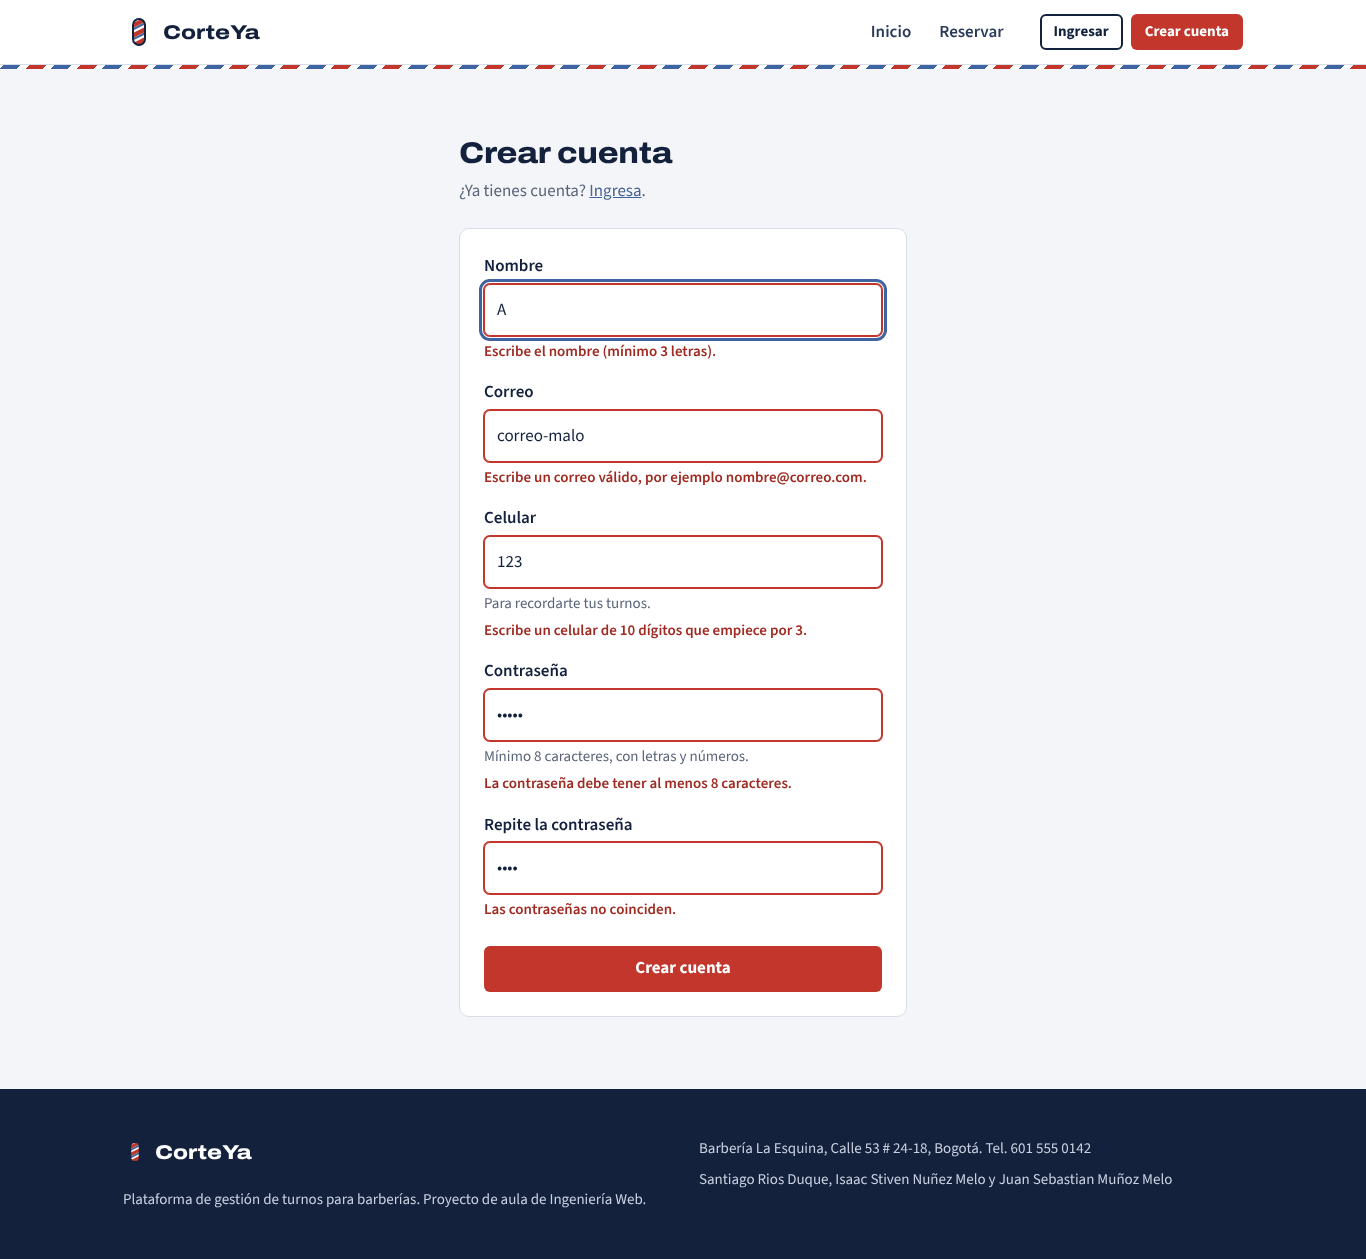 CorteYa
Inicio
Reservar
Ingresar
Crear cuenta
Crear cuenta
¿Ya tienes cuenta? Ingresa.
Nombre
A
Escribe el nombre (mínimo 3 letras).
Correo
correo-malo
Escribe un correo válido, por ejemplo nombre@correo.com.
Celular
123
Para recordarte tus turnos.
Escribe un celular de 10 dígitos que empiece por 3.
Contraseña
•••••
Mínimo 8 caracteres, con letras y números.
La contraseña debe tener al menos 8 caracteres.
Repite la contraseña
••••
Las contraseñas no coinciden.
Crear cuenta
CorteYa
Plataforma de gestión de turnos para barberías. Proyecto de aula de Ingeniería Web.
Barbería La Esquina, Calle 53 # 24-18, Bogotá. Tel. 601 555 0142
Santiago Rios Duque, Isaac Stiven Nuñez Melo y Juan Sebastian Muñoz Melo